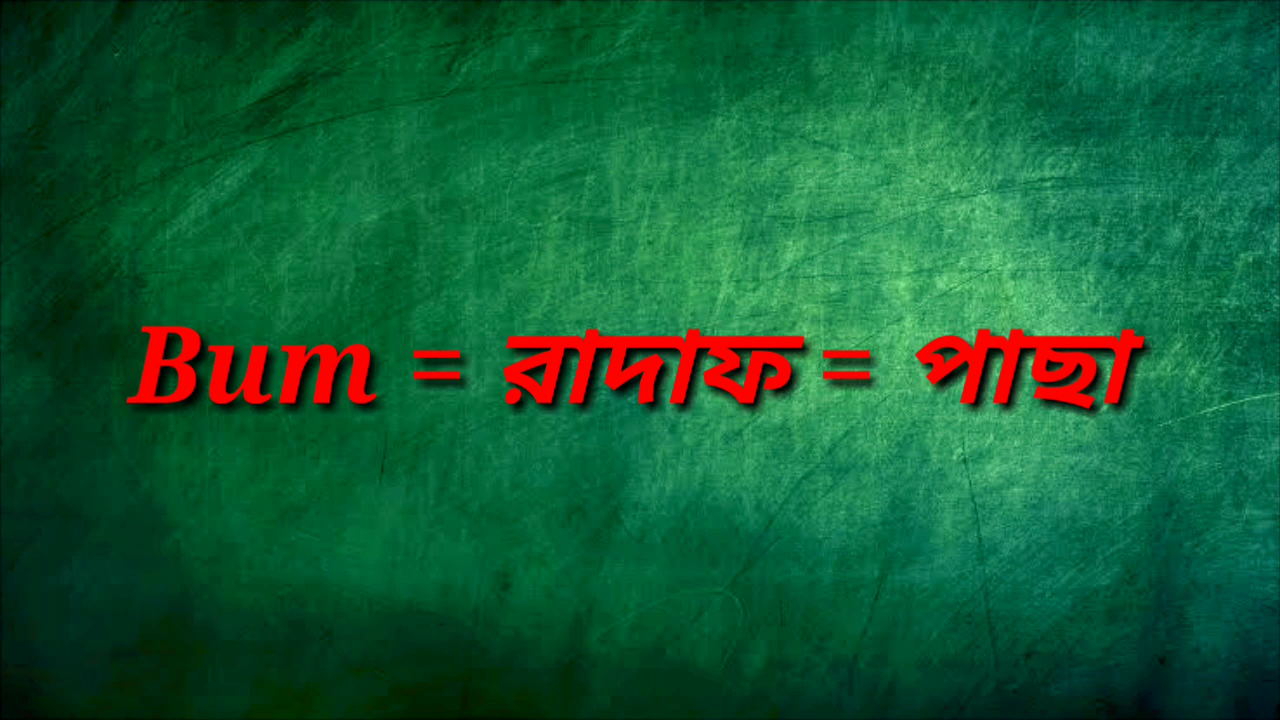 Bum = রাদাফ = পাছা